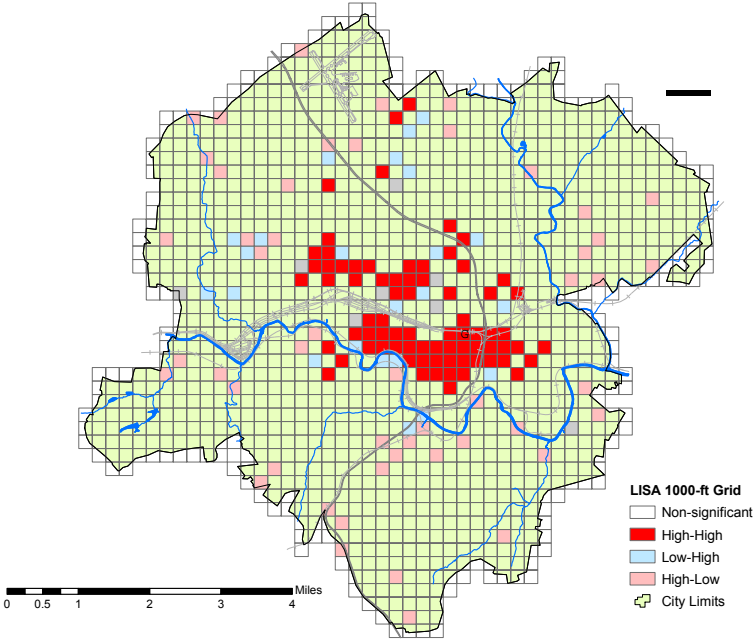 LISA 1000-ft Grid
Non-significant
High-High
Low-High
High-Low
City Limits
Miles
0 0.5 1 2 3 4